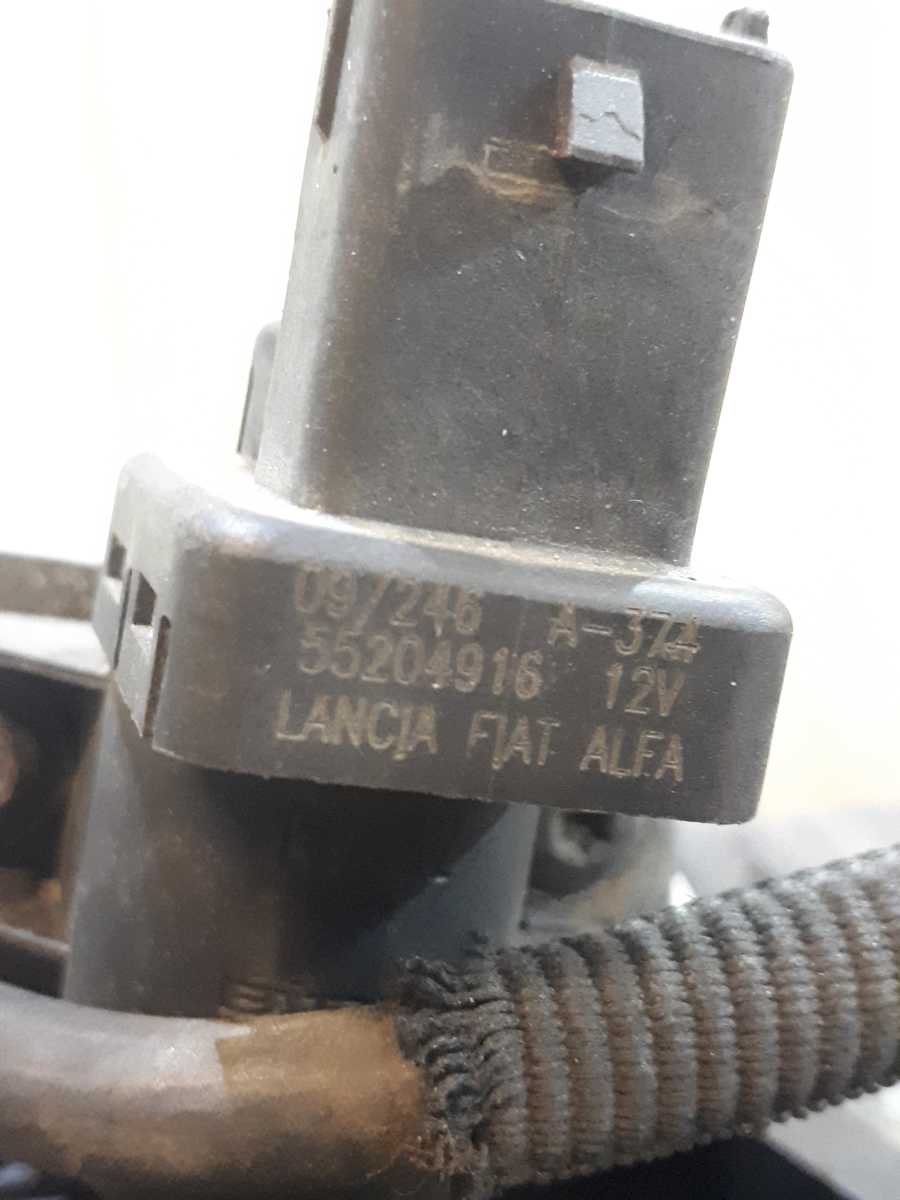 097246 A-374
55204916 12V
LANCIA FIAT ALFA